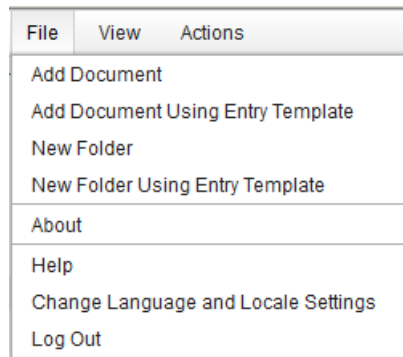 File View Actions
Add Document
Add Document Using Entry Template
New Folder
New Folder Using Entry Template
About
Help
Change Language and Locale Settings
Log Out